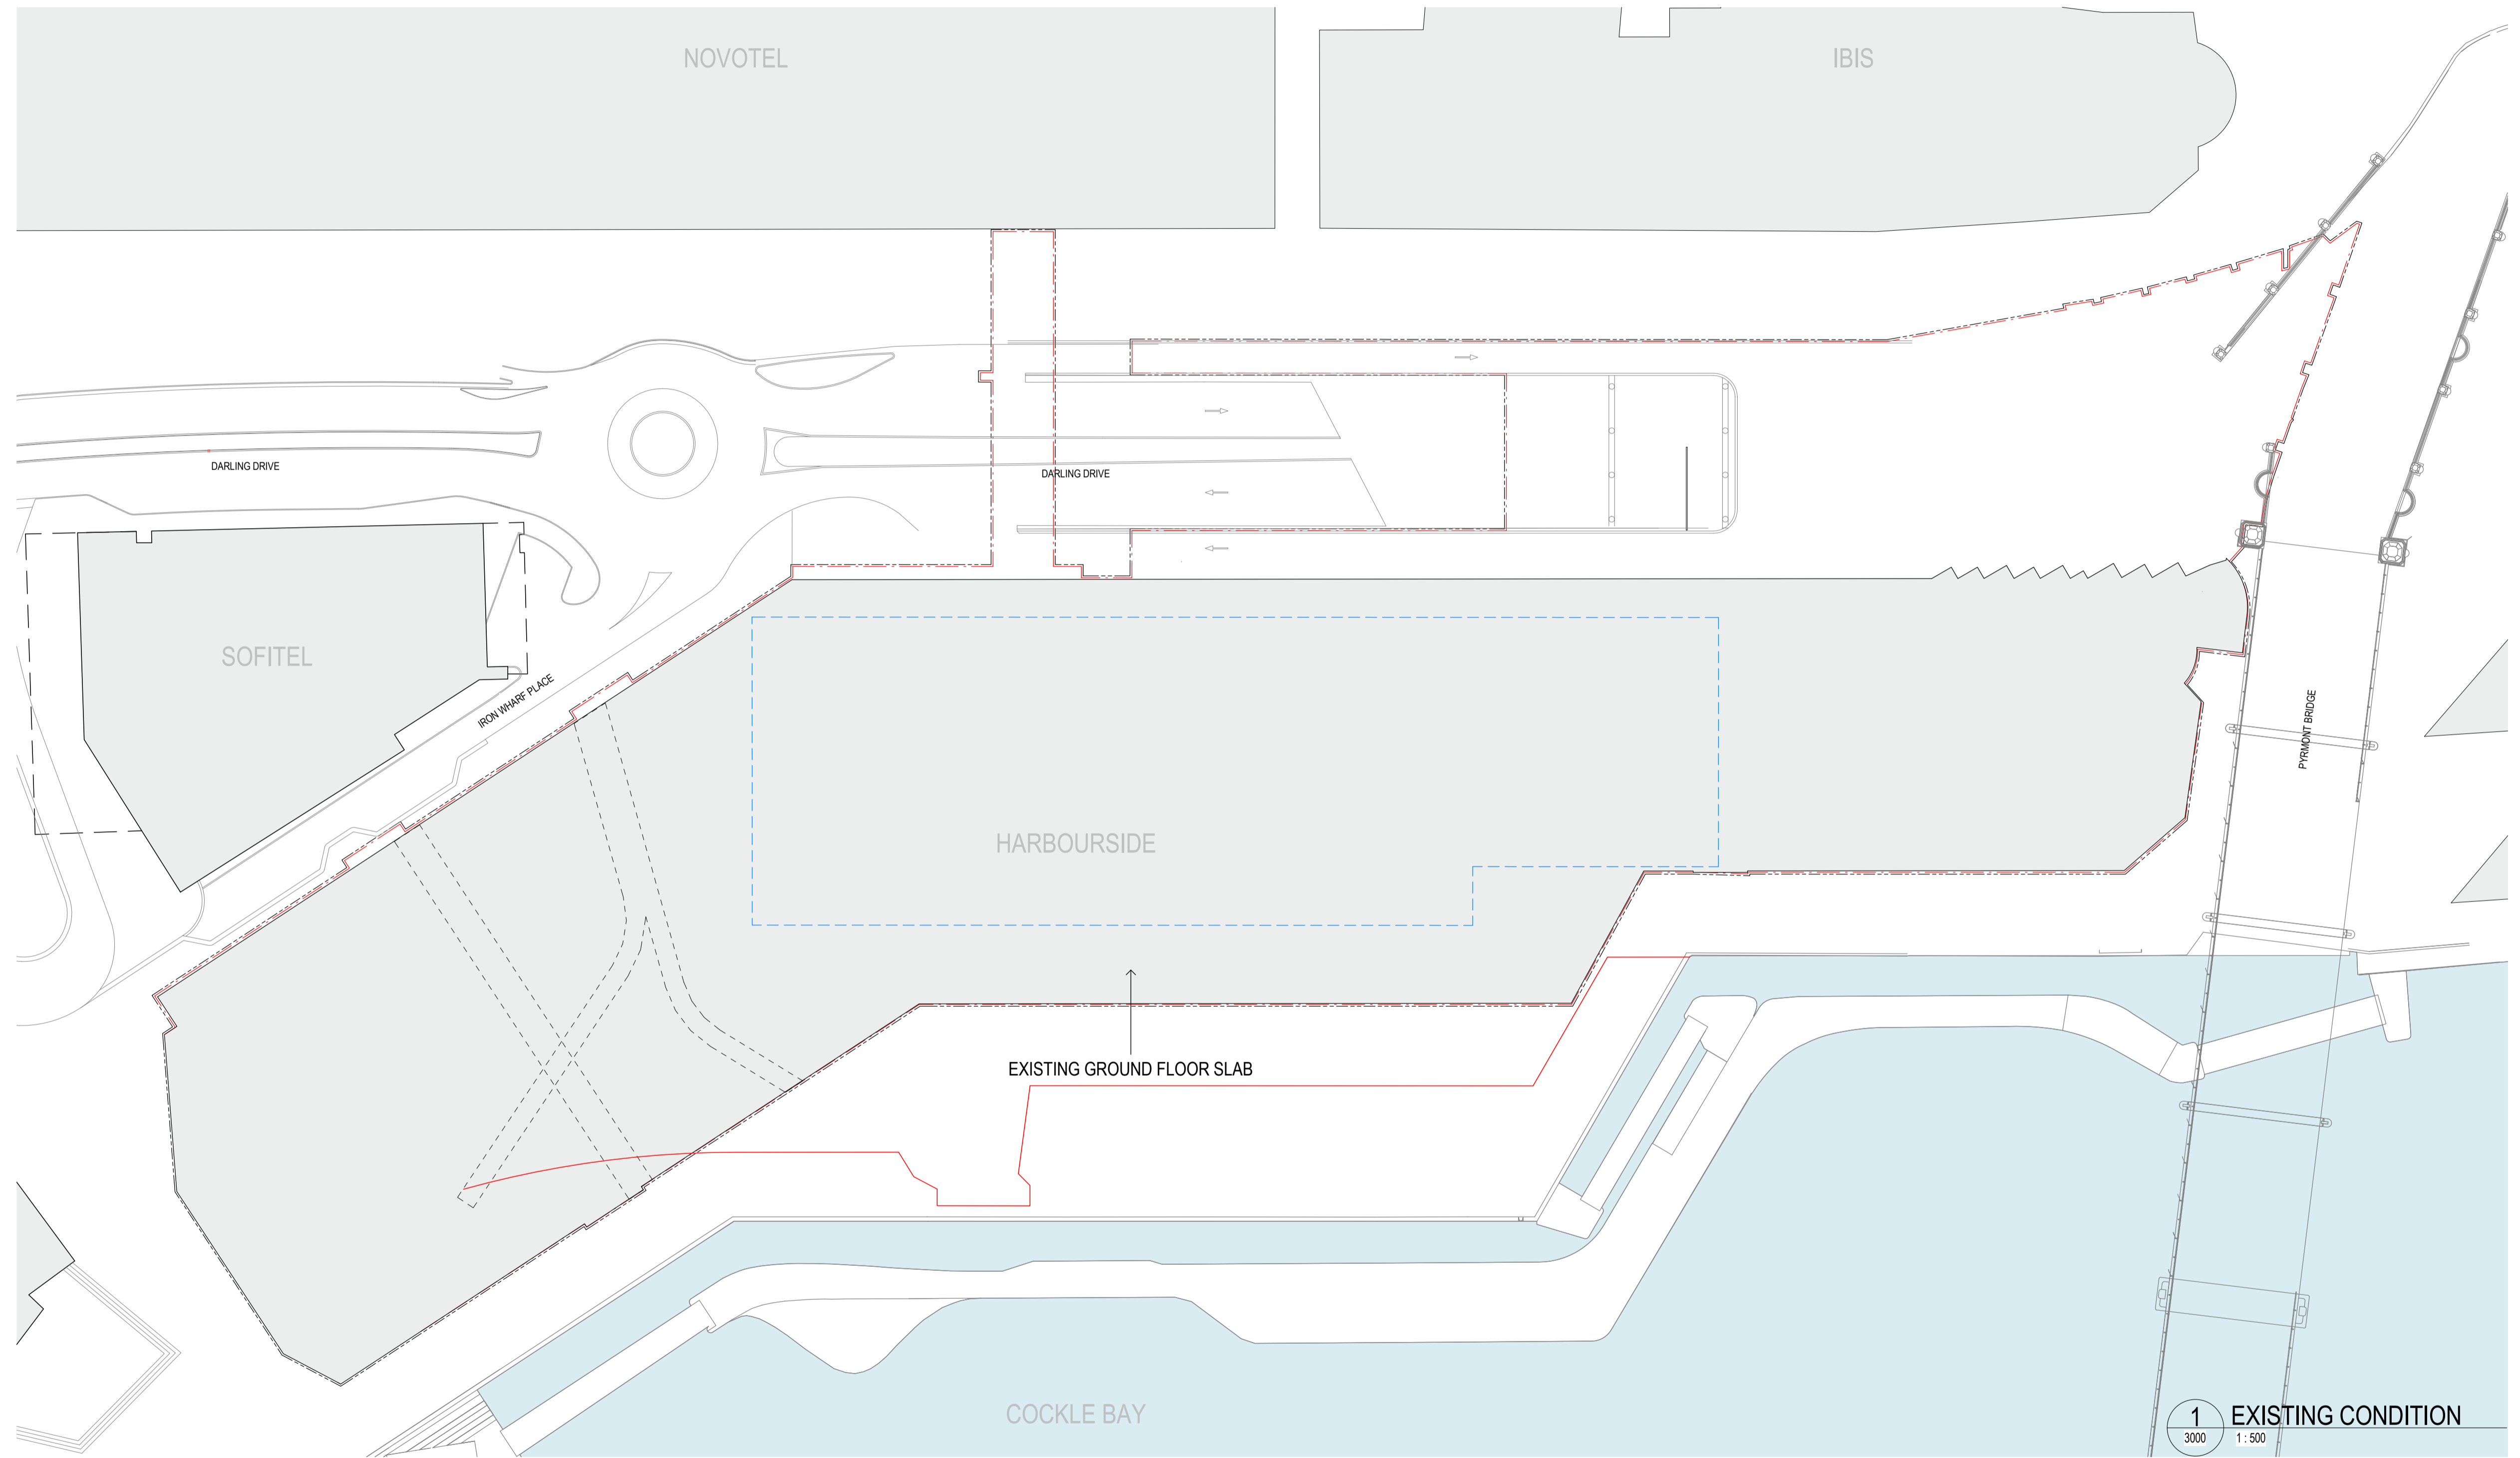 NOVOTEL
IBIS
DARLING DRIVE
DARLING DRIVE
SOFITEL
IRON WHARF PLACE
PYRMONT BRIDGE
HARBOURSIDE
EXISTING GROUND FLOOR SLAB
COCKLE BAY
1
3000
EXISTING CONDITION
1 : 500